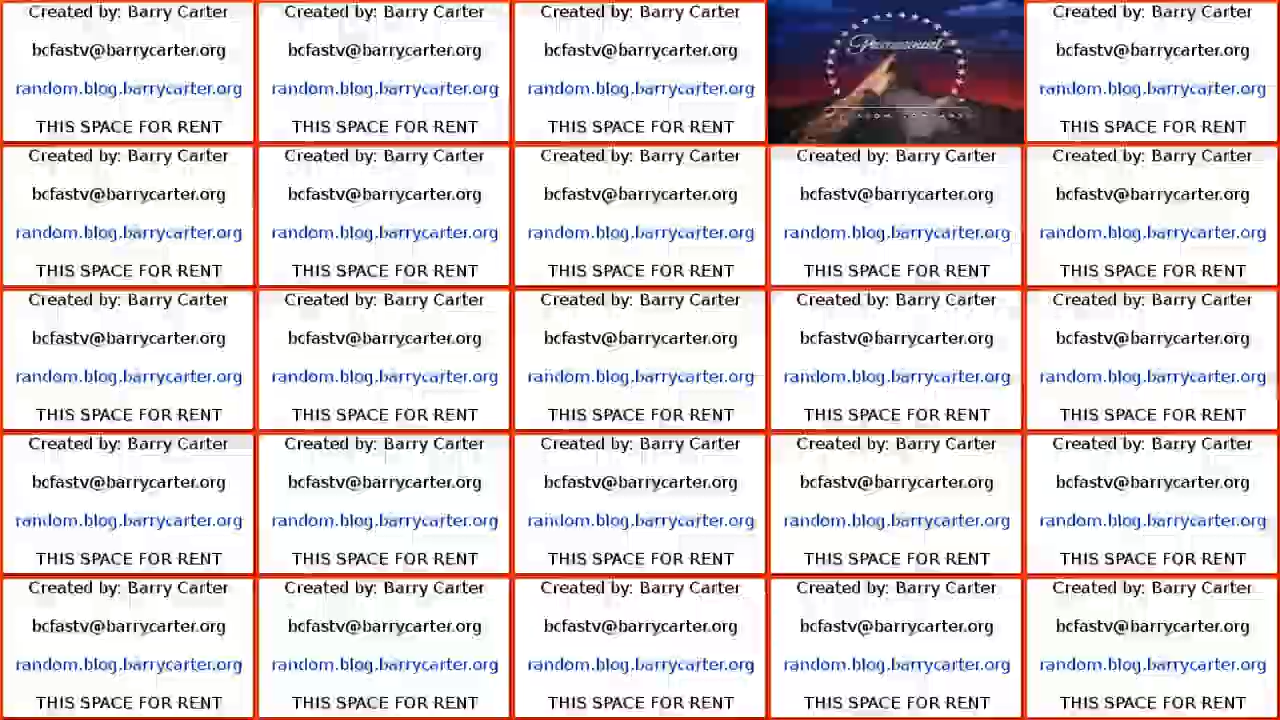 Created by: Barry Carter
bcfastv@barrycarter.org
random.blog.barrycarter.org
THIS SPACE FOR RENT
Created by: Barry Carter
bcfastv@barrycarter.org
random.blog.barrycarter.org
THIS SPACE FOR RENT
Created by: Barry Carter
bcfastv@barrycarter.org
random.blog.barrycarter.org
THIS SPACE FOR RENT
Paramount
Created by: Barry Carter
bcfastv@barrycarter.org
random.blog.barrycarter.org
THIS SPACE FOR RENT
Created by: Barry Carter
bcfastv@barrycarter.org
random.blog.barrycarter.org
THIS SPACE FOR RENT
Created by: Barry Carter
bcfastv@barrycarter.org
random.blog.barrycarter.org
THIS SPACE FOR RENT
Created by: Barry Carter
bcfastv@barrycarter.org
random.blog.barrycarter.org
THIS SPACE FOR RENT
Created by: Barry Carter
bcfastv@barrycarter.org
random.blog.barrycarter.org
THIS SPACE FOR RENT
Created by: Barry Carter
bcfastv@barrycarter.org
random.blog.barrycarter.org
THIS SPACE FOR RENT
Created by: Barry Carter
bcfastv@barrycarter.org
random.blog.barrycarter.org
THIS SPACE FOR RENT
Created by: Barry Carter
bcfastv@barrycarter.org
random.blog.barrycarter.org
THIS SPACE FOR RENT
Created by: Barry Carter
bcfastv@barrycarter.org
random.blog.barrycarter.org
THIS SPACE FOR RENT
Created by: Barry Carter
bcfastv@barrycarter.org
random.blog.barrycarter.org
THIS SPACE FOR RENT
Created by: Barry Carter
bcfastv@barrycarter.org
random.blog.barrycarter.org
THIS SPACE FOR RENT
Created by: Barry Carter
bcfastv@barrycarter.org
random.blog.barrycarter.org
THIS SPACE FOR RENT
Created by: Barry Carter
bcfastv@barrycarter.org
random.blog.barrycarter.org
THIS SPACE FOR RENT
Created by: Barry Carter
bcfastv@barrycarter.org
random.blog.barrycarter.org
THIS SPACE FOR RENT
Created by: Barry Carter
bcfastv@barrycarter.org
random.blog.barrycarter.org
THIS SPACE FOR RENT
Created by: Barry Carter
bcfastv@barrycarter.org
random.blog.barrycarter.org
THIS SPACE FOR RENT
Created by: Barry Carter
bcfastv@barrycarter.org
random.blog.barrycarter.org
THIS SPACE FOR RENT
Created by: Barry Carter
bcfastv@barrycarter.org
random.blog.barrycarter.org
THIS SPACE FOR RENT
Created by: Barry Carter
bcfastv@barrycarter.org
random.blog.barrycarter.org
THIS SPACE FOR RENT
Created by: Barry Carter
bcfastv@barrycarter.org
random.blog.barrycarter.org
THIS SPACE FOR RENT
Created by: Barry Carter
bcfastv@barrycarter.org
random.blog.barrycarter.org
THIS SPACE FOR RENT